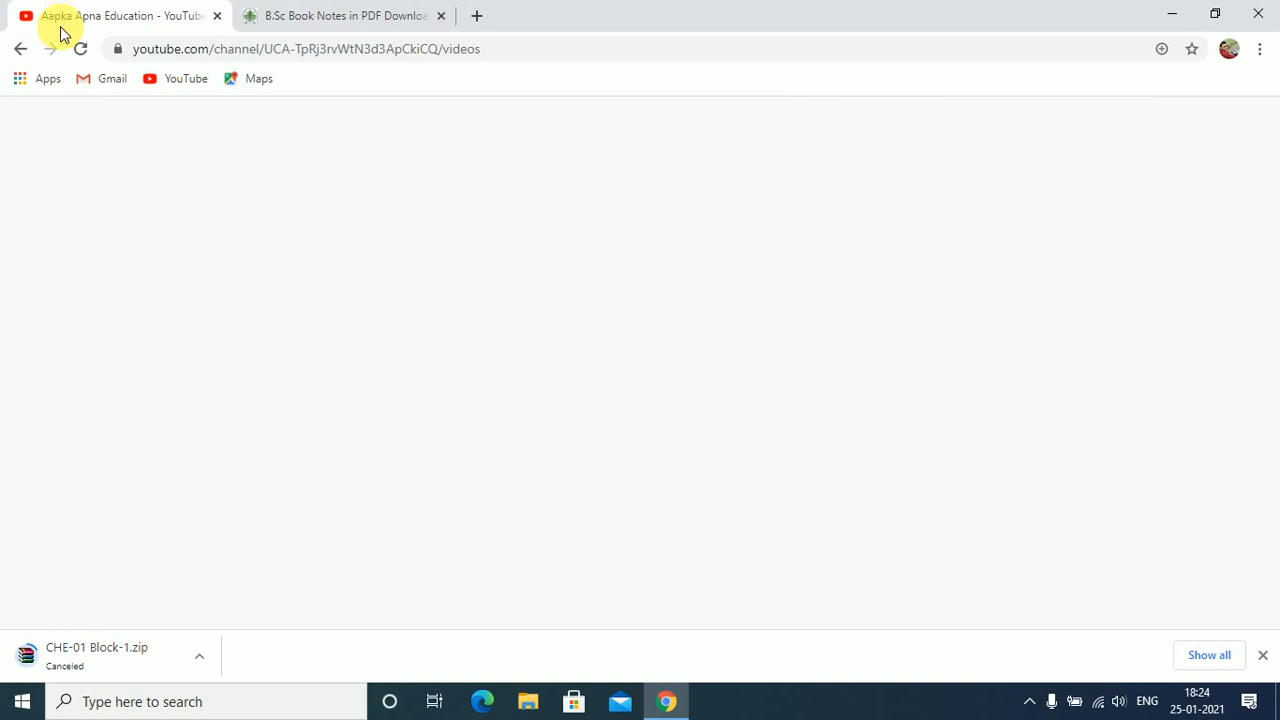 Aapka Apna Education - YouTube
B.Sc Book Notes in PDF Downloa
youtube.com/channel/UCA-TpRj3rvWtN3d3ApCkiCQ/videos
Apps
Gmail
YouTube
Maps
CHE-01 Block-1.zip
Canceled
Show all
Type here to search
ENG
18:24
25-01-2021